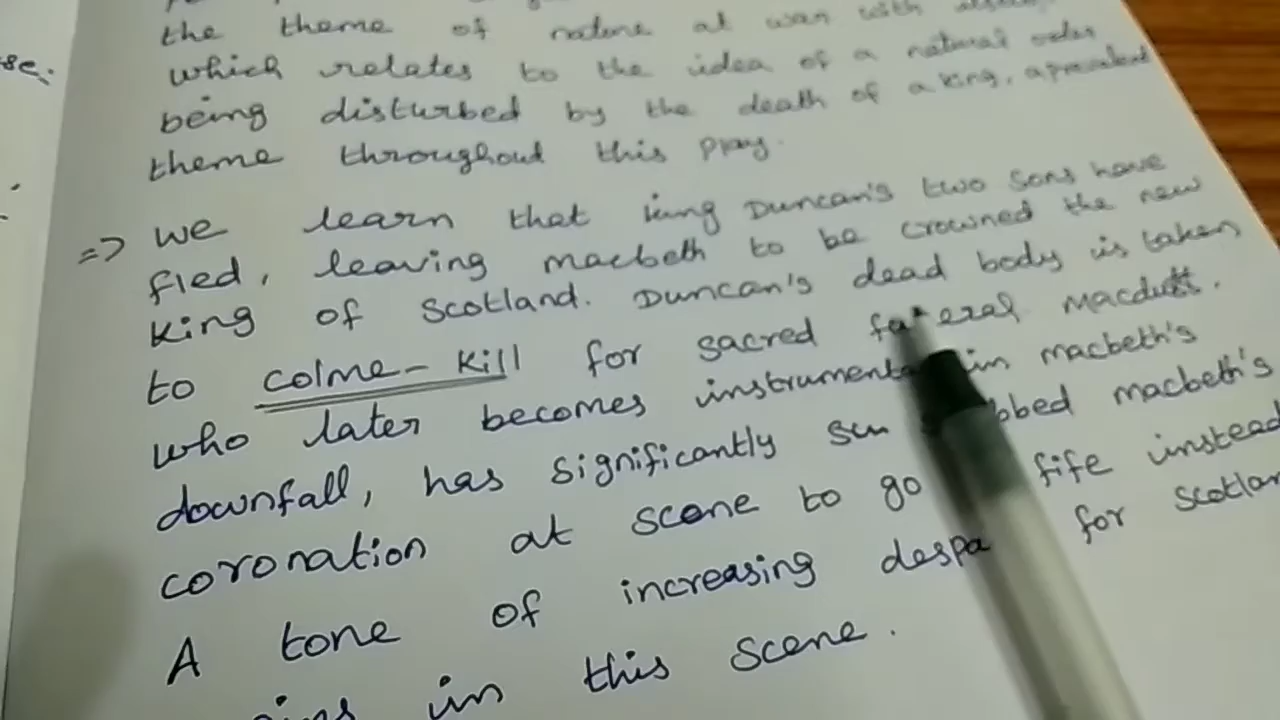 se.
the theme of nature at war with
which relates to the idea of a natural order
being disturbed by the death of a king, a prevalent
theme throughout this play.
=> We learn that king Duncan's two sons have
fled, leaving macbeth to be crowned the new
King of Scotland. Duncan's dead body is taken
to colme-kill for sacred funeral macduff.
who later becomes instrumental in macbeth's
downfall, has significantly snubbed macbeth's
coronation at scone to go fife instead
A tone of increasing despair for Scotland
in this scene.